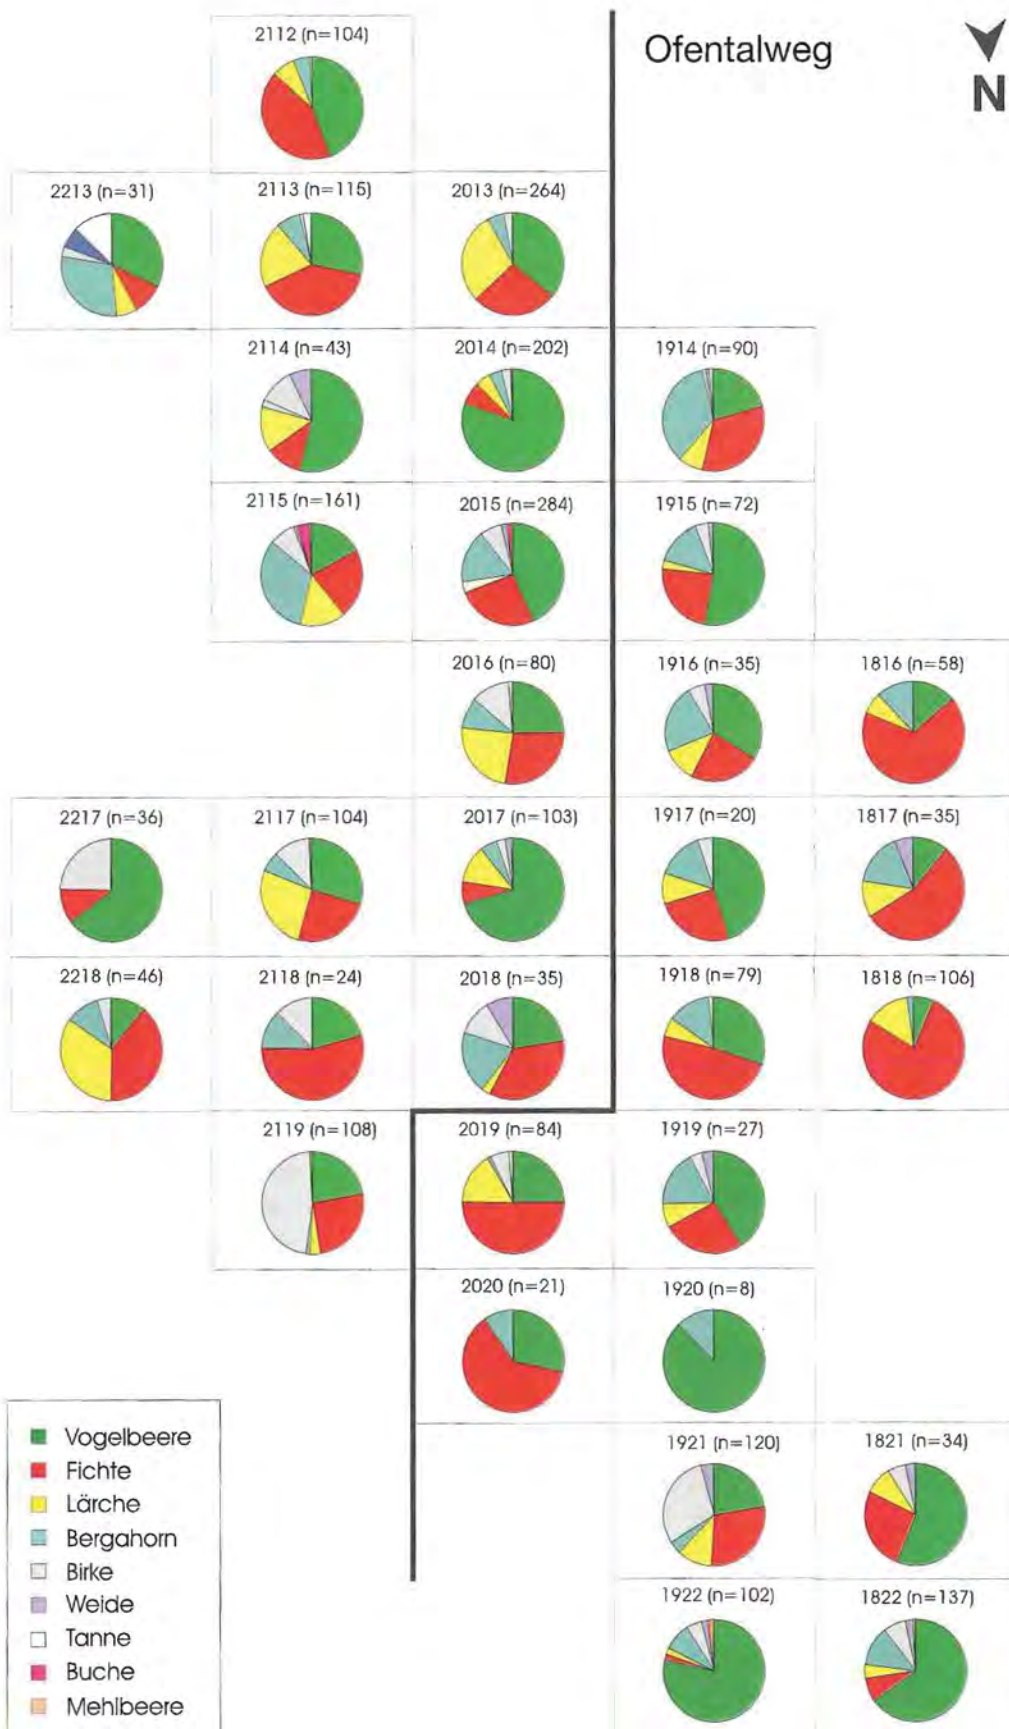 2112 (n=104)
Ofentalweg
N
2213 (n=31)
2113 (n=115)
2013 (n=264)
2114 (n=43)
2014 (n=202)
1914 (n=90)
2115 (n=161)
2015 (n=284)
1915 (n=72)
2016 (n=80)
1916 (n=35)
1816 (n=58)
2217 (n=36)
2117 (n=104)
2017 (n=103)
1917 (n=20)
1817 (n=35)
2218 (n=46)
2118 (n=24)
2018 (n=35)
1918 (n=79)
1818 (n=106)
2119 (n=108)
2019 (n=84)
1919 (n=27)
2020 (n=21)
1920 (n=8)
1921 (n=120)
1821 (n=34)
1922 (n=102)
1822 (n=137)
Vogelbeere
Fichte
Lärche
Bergahorn
Birke
Weide
Tanne
Buche
Mehlbeere